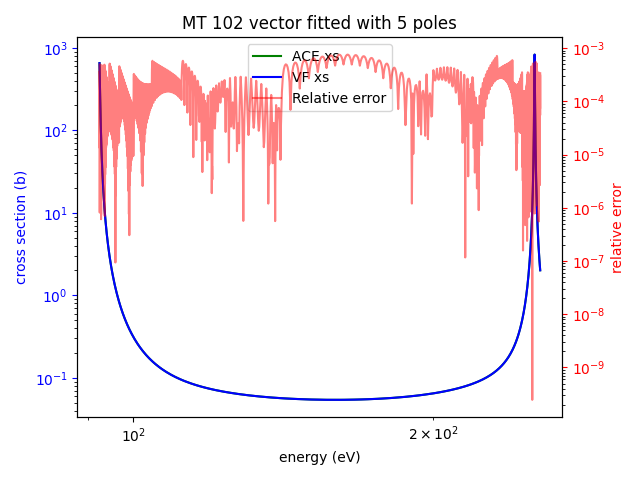 MT 102 vector fitted with 5 poles
ACE xs
VF xs
Relative error
cross section (b)
10³
10²
10¹
10⁰
10⁻¹
relative error
10⁻³
10⁻⁴
10⁻⁵
10⁻⁶
10⁻⁷
10⁻⁸
10⁻⁹
10²
2 × 10²
energy (eV)